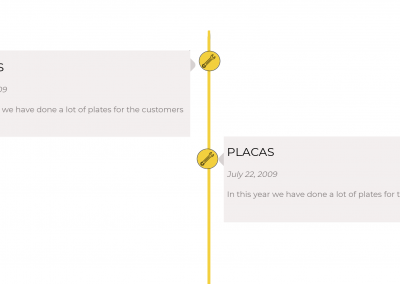 S
09
we have done a lot of plates for the customers
PLACAS
July 22, 2009
In this year we have done a lot of plates for t